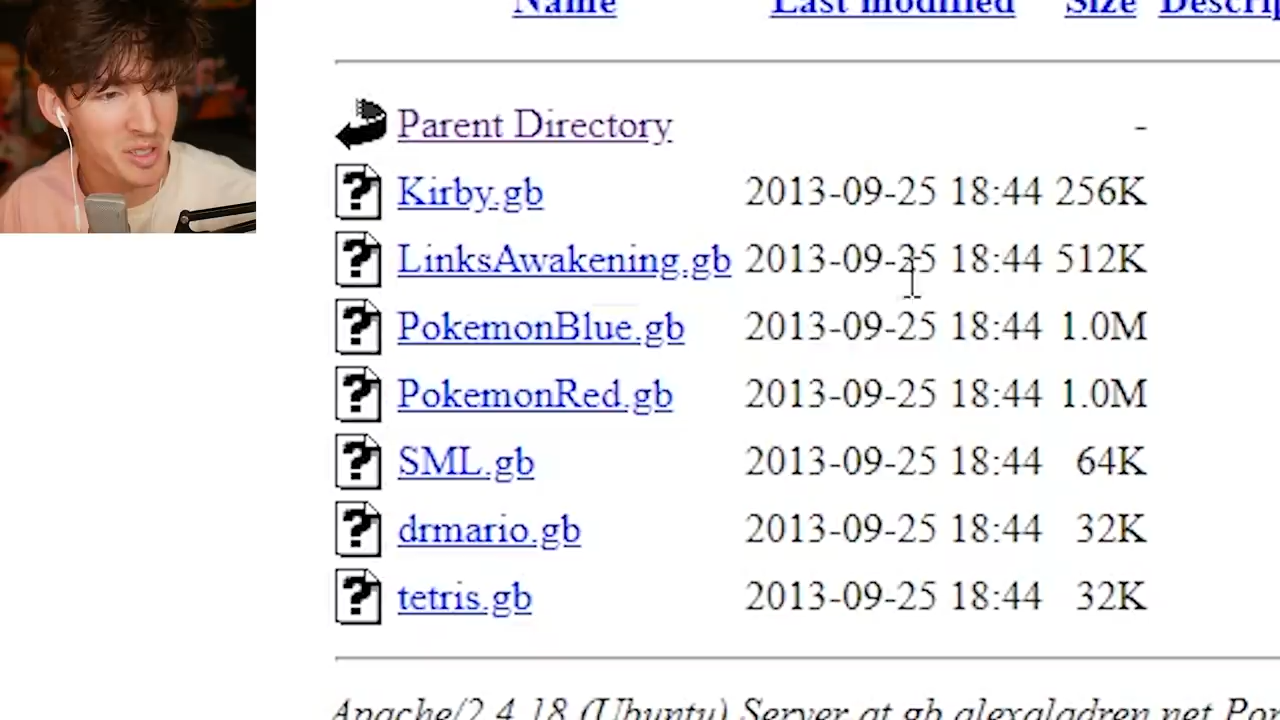 Name Last modified Size
Parent Directory -
Kirby.gb 2013-09-25 18:44 256K
LinksAwakening.gb 2013-09-25 18:44 512K
PokemonBlue.gb 2013-09-25 18:44 1.0M
PokemonRed.gb 2013-09-25 18:44 1.0M
SML.gb 2013-09-25 18:44 64K
drmario.gb 2013-09-25 18:44 32K
tetris.gb 2013-09-25 18:44 32K
Apache/2.4.18 (Ubuntu) Server at gb.alexaladren.net